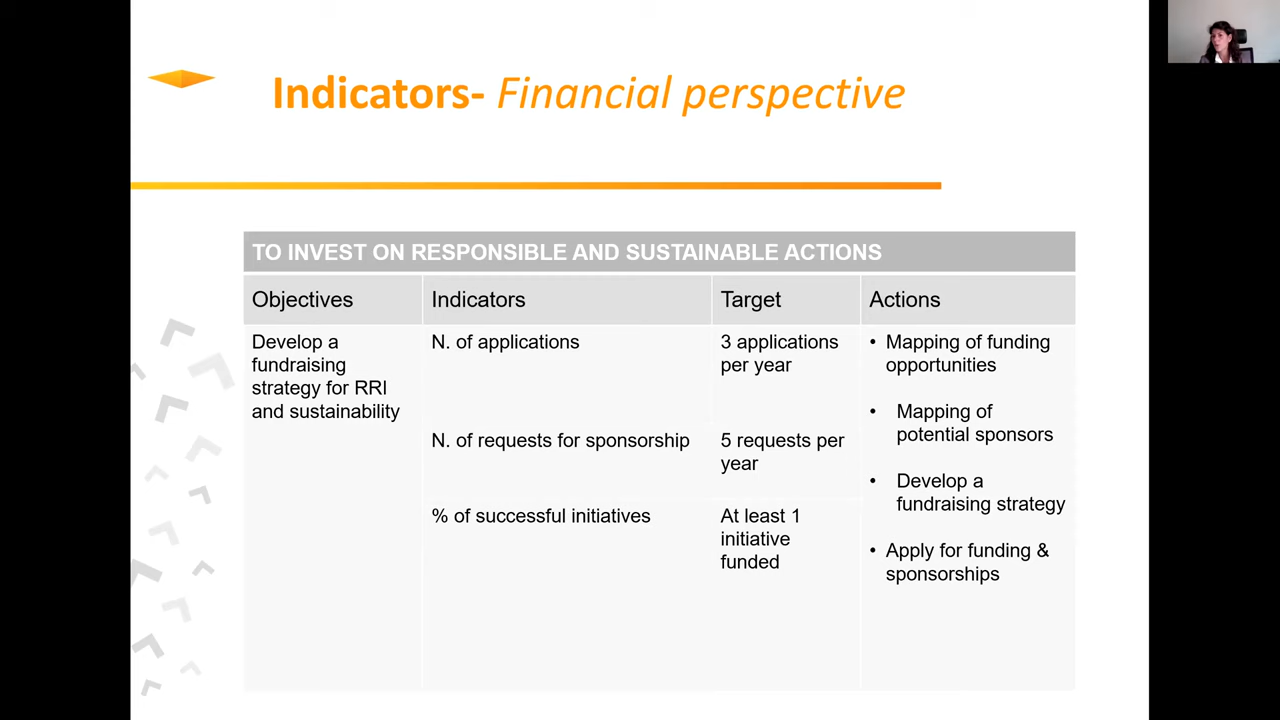 Indicators- Financial perspective
TO INVEST ON RESPONSIBLE AND SUSTAINABLE ACTIONS
Objectives
Indicators
Target
Actions
Develop a
fundraising
strategy for RRI
and sustainability
N. of applications
3 applications
per year
N. of requests for sponsorship
5 requests per
year
% of successful initiatives
At least 1
initiative
funded
• Mapping of funding
opportunities
• Mapping of
potential sponsors
• Develop a
fundraising strategy
• Apply for funding &
sponsorships